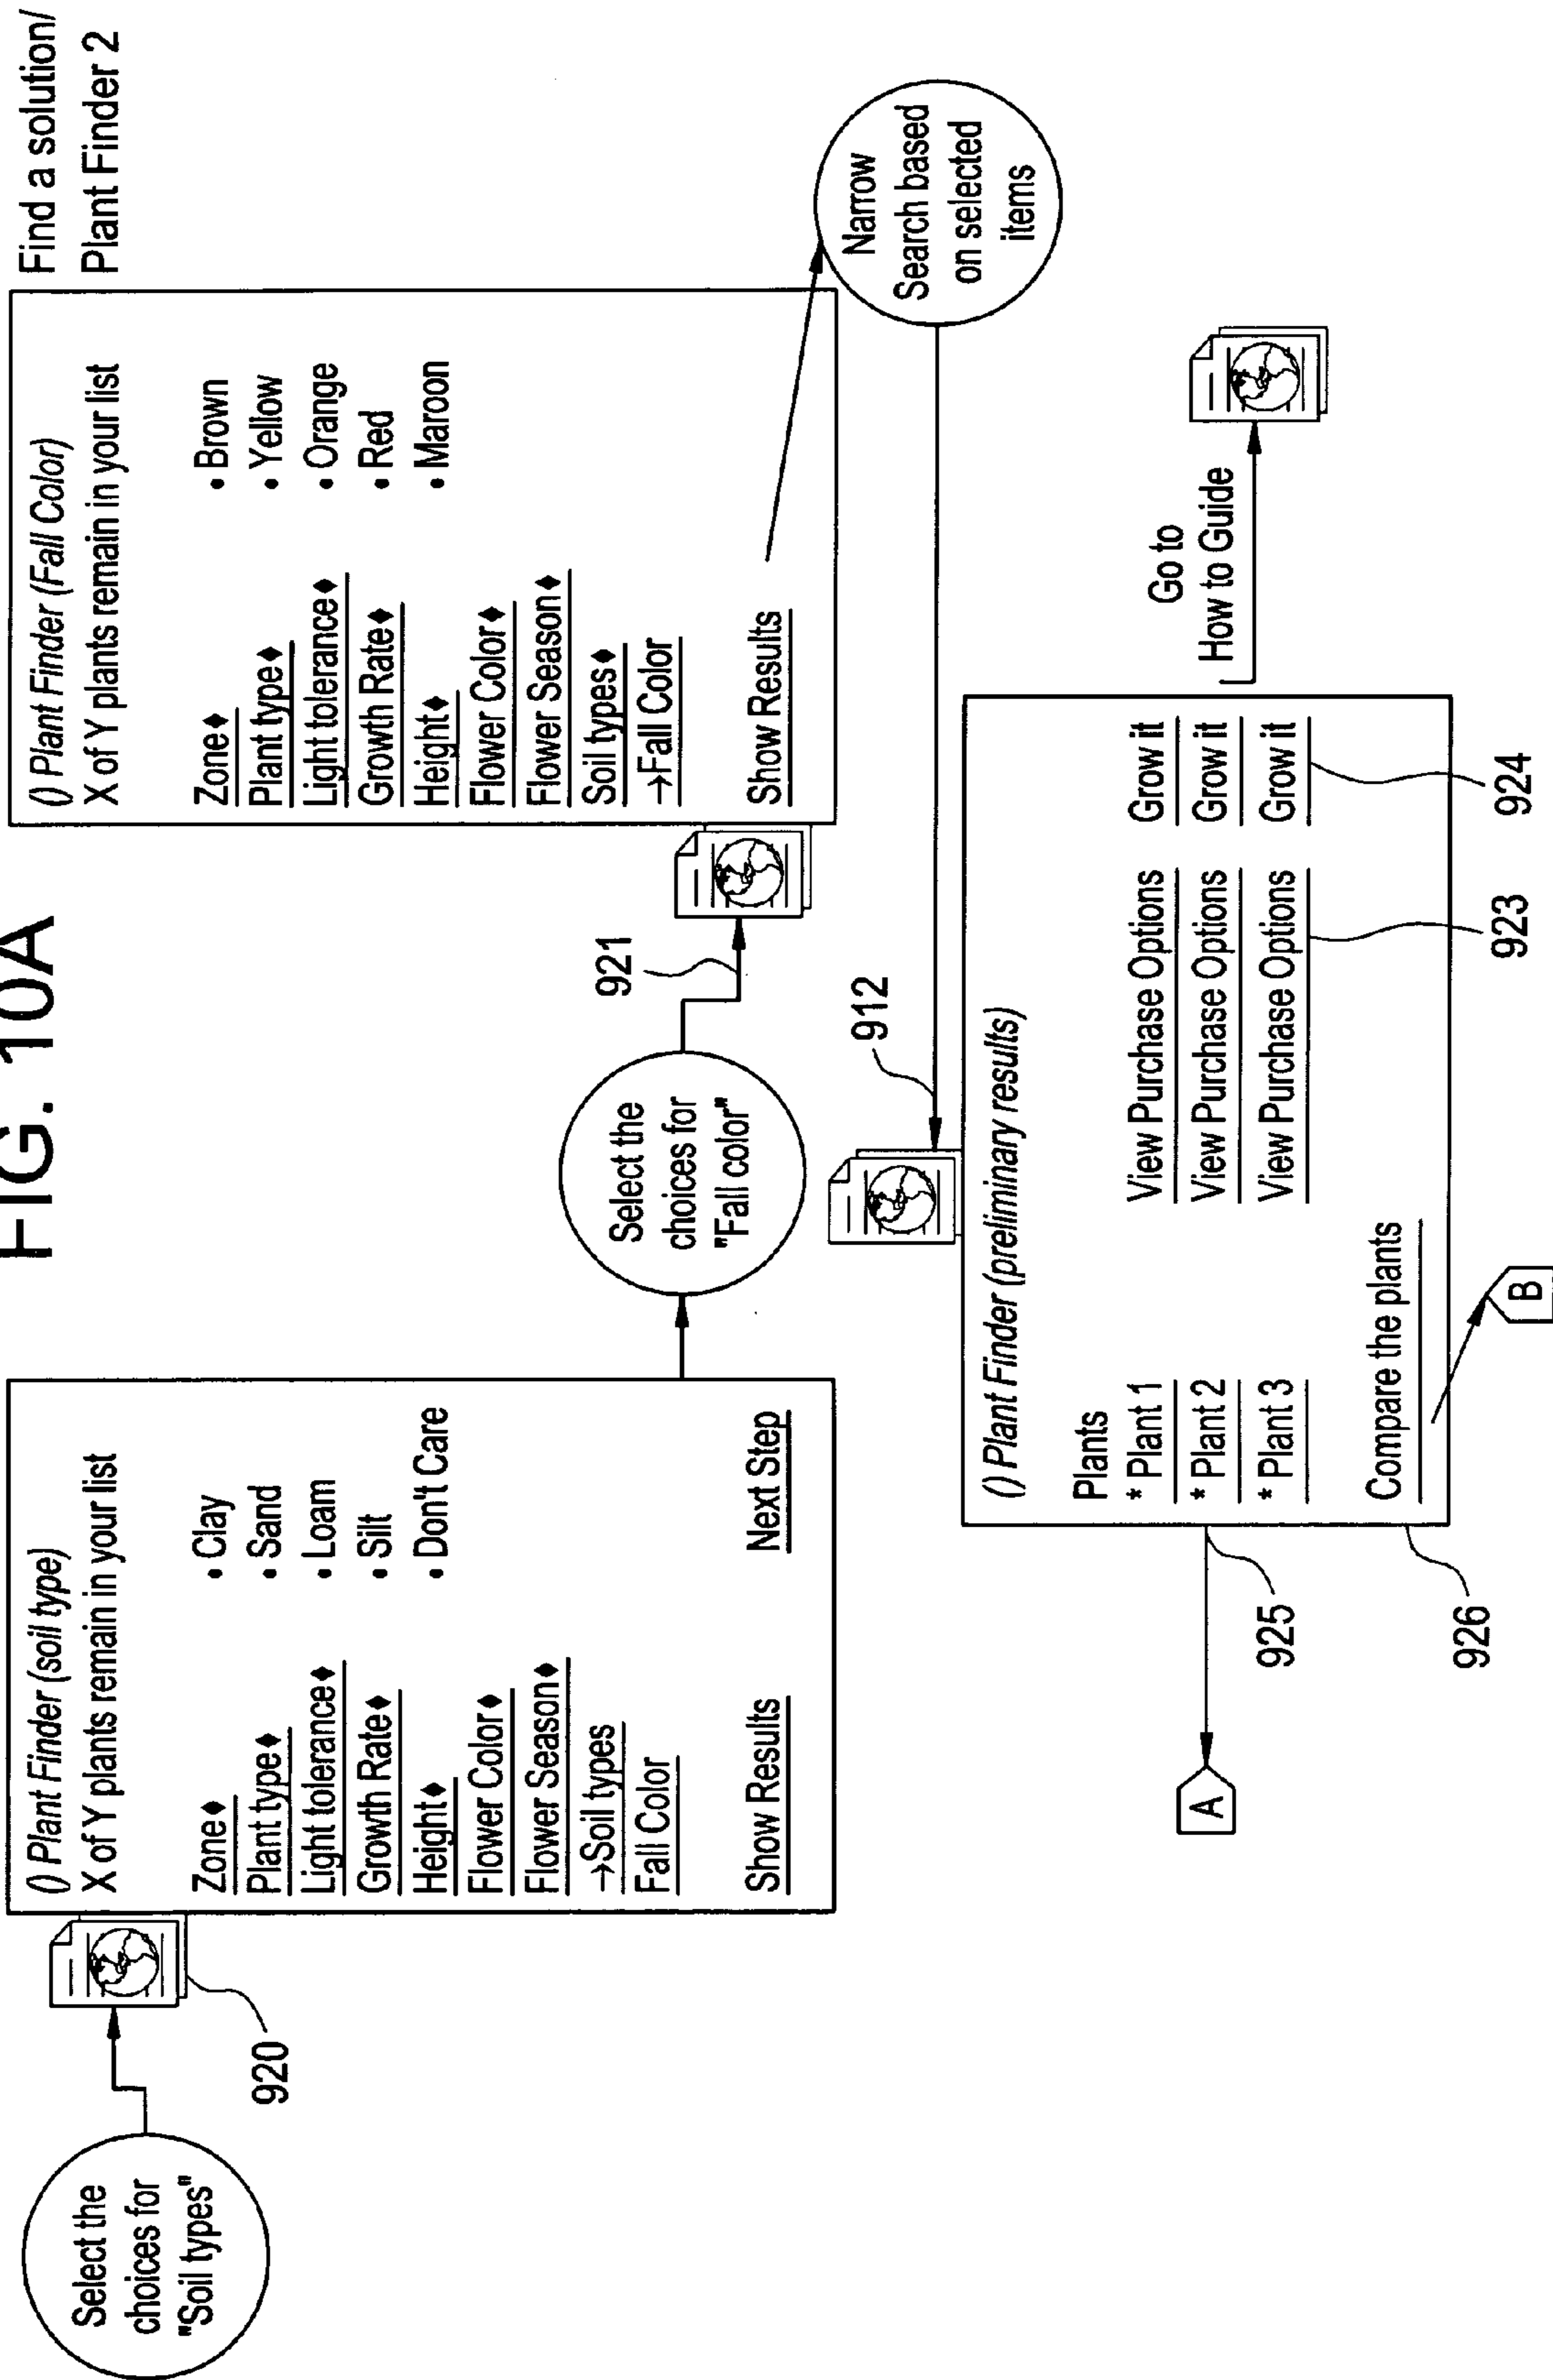 FIG. 10A
Find a solution/
Plant Finder 2
Select the
choices for
"Soil types"
920
() Plant Finder (soil type)
X of Y plants remain in your list
Zone♦
Plant type♦
Light tolerance♦
Growth Rate♦
Height♦
Flower Color♦
Flower Season♦
→Soil types
Fall Color
• Clay
• Sand
• Loam
• Silt
• Don't Care
Show Results
Next Step
Select the
choices for
"Fall color"
921
() Plant Finder (Fall Color)
X of Y plants remain in your list
Zone♦
Plant type♦
Light tolerance♦
Growth Rate♦
Height♦
Flower Color♦
Flower Season♦
Soil types♦
→Fall Color
• Brown
• Yellow
• Orange
• Red
• Maroon
Show Results
Narrow
Search based
on selected
items
912
() Plant Finder (preliminary results)
Plants
* Plant 1 View Purchase Options Grow it
* Plant 2 View Purchase Options Grow it
* Plant 3 View Purchase Options Grow it
Compare the plants
Go to
How to Guide
A
925
926
B
923
924